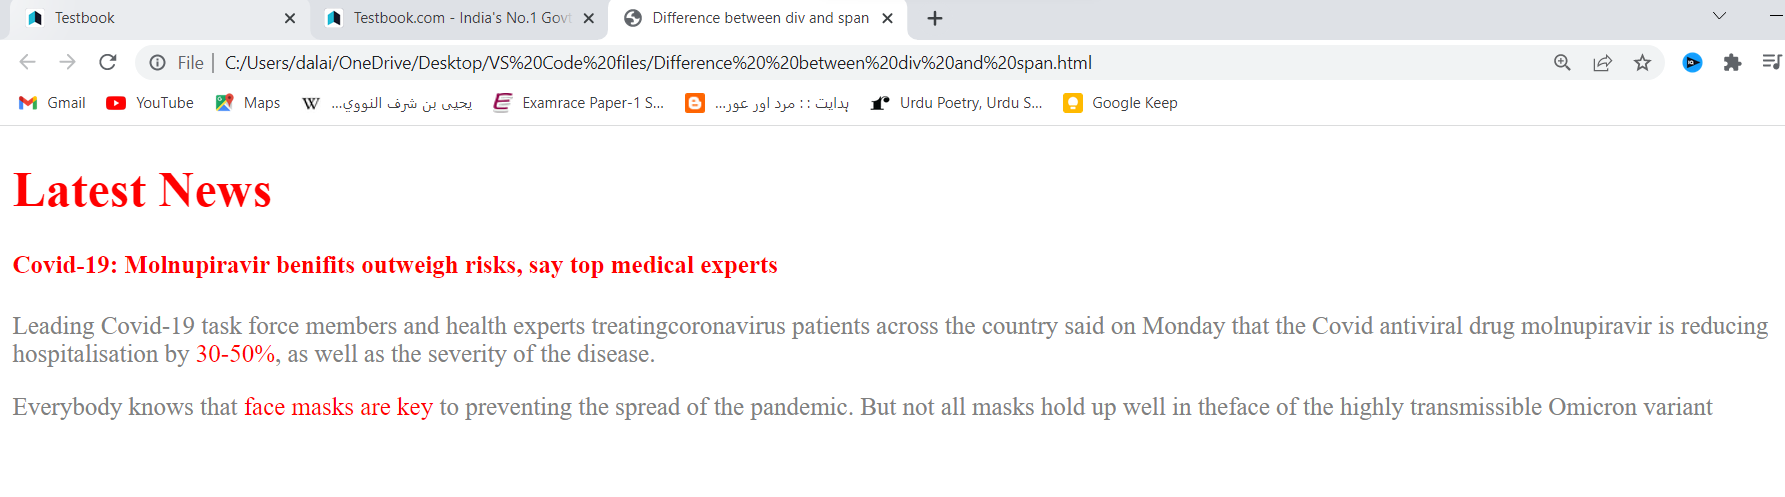 Testbook
Testbook.com - India's No.1 Govt
Difference between div and span
File | C:/Users/dalai/OneDrive/Desktop/VS%20Code%20files/Difference%20%20between%20div%20and%20span.html
Gmail YouTube Maps يحيى بن شرف النووي... Examrace Paper-1 S... ہدایت : : مرد اور عور... Urdu Poetry, Urdu S... Google Keep
Latest News
Covid-19: Molnupiravir benifits outweigh risks, say top medical experts
Leading Covid-19 task force members and health experts treatingcoronavirus patients across the country said on Monday that the Covid antiviral drug molnupiravir is reducing
hospitalisation by 30-50%, as well as the severity of the disease.
Everybody knows that face masks are key to preventing the spread of the pandemic. But not all masks hold up well in theface of the highly transmissible Omicron variant